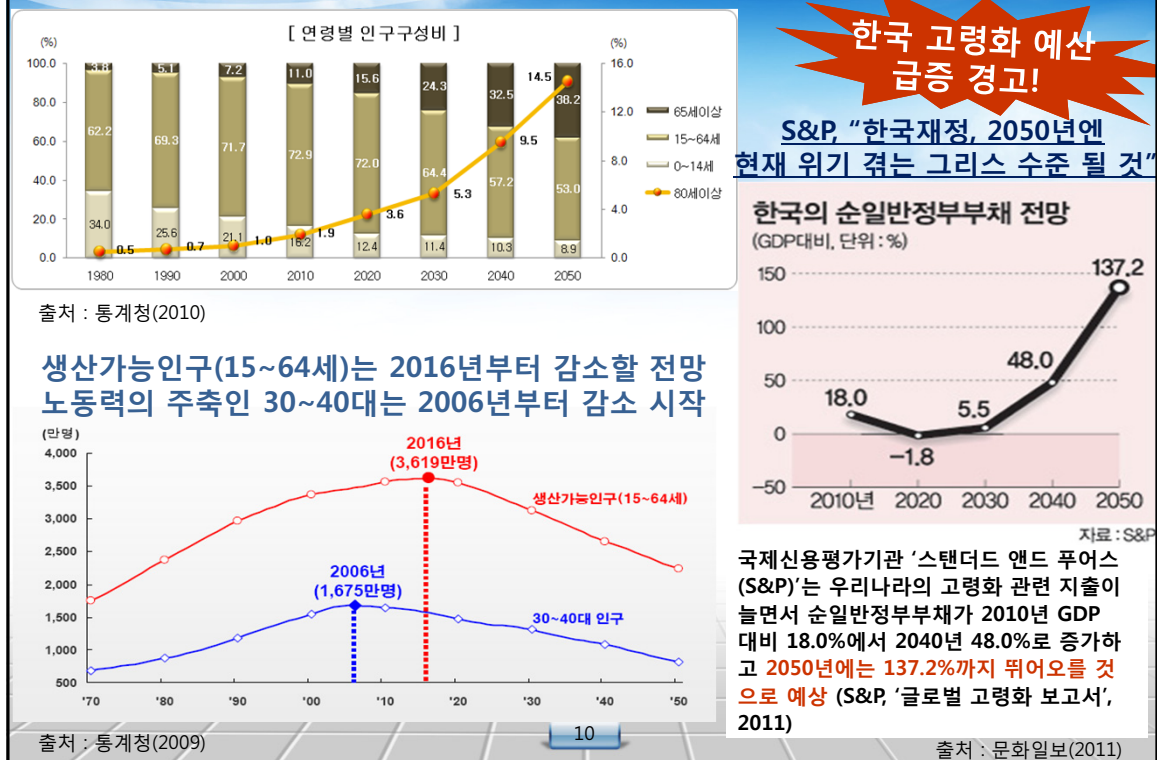 [ 연령별 인구구성비 ]
(%)
(%)
100.0
80.0
60.0
40.0
20.0
0.0
16.0
12.0
8.0
4.0
0.0
3.8
5.1
7.2
11.0
15.6
24.3
32.5
38.2
62.2
69.3
71.7
72.9
72.0
64.4
57.2
53.0
34.0
25.6
21.1
16.2
12.4
11.4
10.3
8.9
0.5
0.7
1.0
1.9
3.6
5.3
9.5
14.5
1980 1990 2000 2010 2020 2030 2040 2050
65세이상
15~64세
0~14세
80세이상
출처 : 통계청(2010)
생산가능인구(15~64세)는 2016년부터 감소할 전망
노동력의 주축인 30~40대는 2006년부터 감소 시작
(만명)
4,000
3,500
3,000
2,500
2,000
1,500
1,000
500
2016년
(3,619만명)
생산가능인구(15~64세)
2006년
(1,675만명)
30~40대 인구
'70 '80 '90 '00 '10 '20 '30 '40 '50
출처 : 통계청(2009)
10
한국 고령화 예산
급증 경고!
S&P, “한국재정, 2050년엔
현재 위기 겪는 그리스 수준 될 것”
한국의 순일반정부부채 전망
(GDP대비, 단위:%)
150
100
50
0
-50
18.0
-1.8
5.5
48.0
137.2
2010년 2020 2030 2040 2050
자료:S&P
국제신용평가기관 ‘스탠더드 앤드 푸어스
(S&P)’는 우리나라의 고령화 관련 지출이
늘면서 순일반정부부채가 2010년 GDP
대비 18.0%에서 2040년 48.0%로 증가하
고 2050년에는 137.2%까지 뛰어오를 것
으로 예상 (S&P, ‘글로벌 고령화 보고서’,
2011)
출처 : 문화일보(2011)